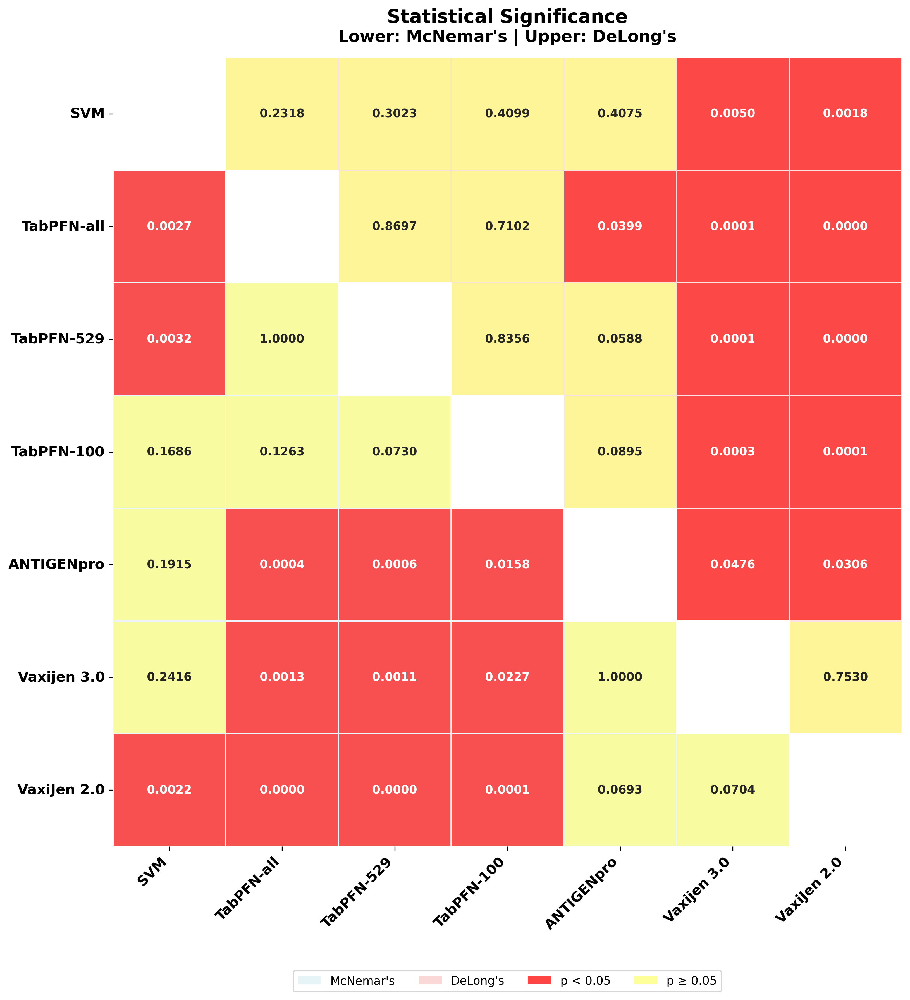 Statistical Significance
Lower: McNemar's | Upper: DeLong's
SVM 0.2318 0.3023 0.4099 0.4075 0.0050 0.0018
TabPFN-all 0.0027 0.8697 0.7102 0.0399 0.0001 0.0000
TabPFN-529 0.0032 1.0000 0.8356 0.0588 0.0001 0.0000
TabPFN-100 0.1686 0.1263 0.0730 0.0895 0.0003 0.0001
ANTIGENpro 0.1915 0.0004 0.0006 0.0158 0.0476 0.0306
Vaxijen 3.0 0.2416 0.0013 0.0011 0.0227 1.0000 0.7530
VaxiJen 2.0 0.0022 0.0000 0.0000 0.0001 0.0693 0.0704
SVM TabPFN-all TabPFN-529 TabPFN-100 ANTIGENpro Vaxijen 3.0 VaxiJen 2.0
McNemar's DeLong's p < 0.05 p ≥ 0.05